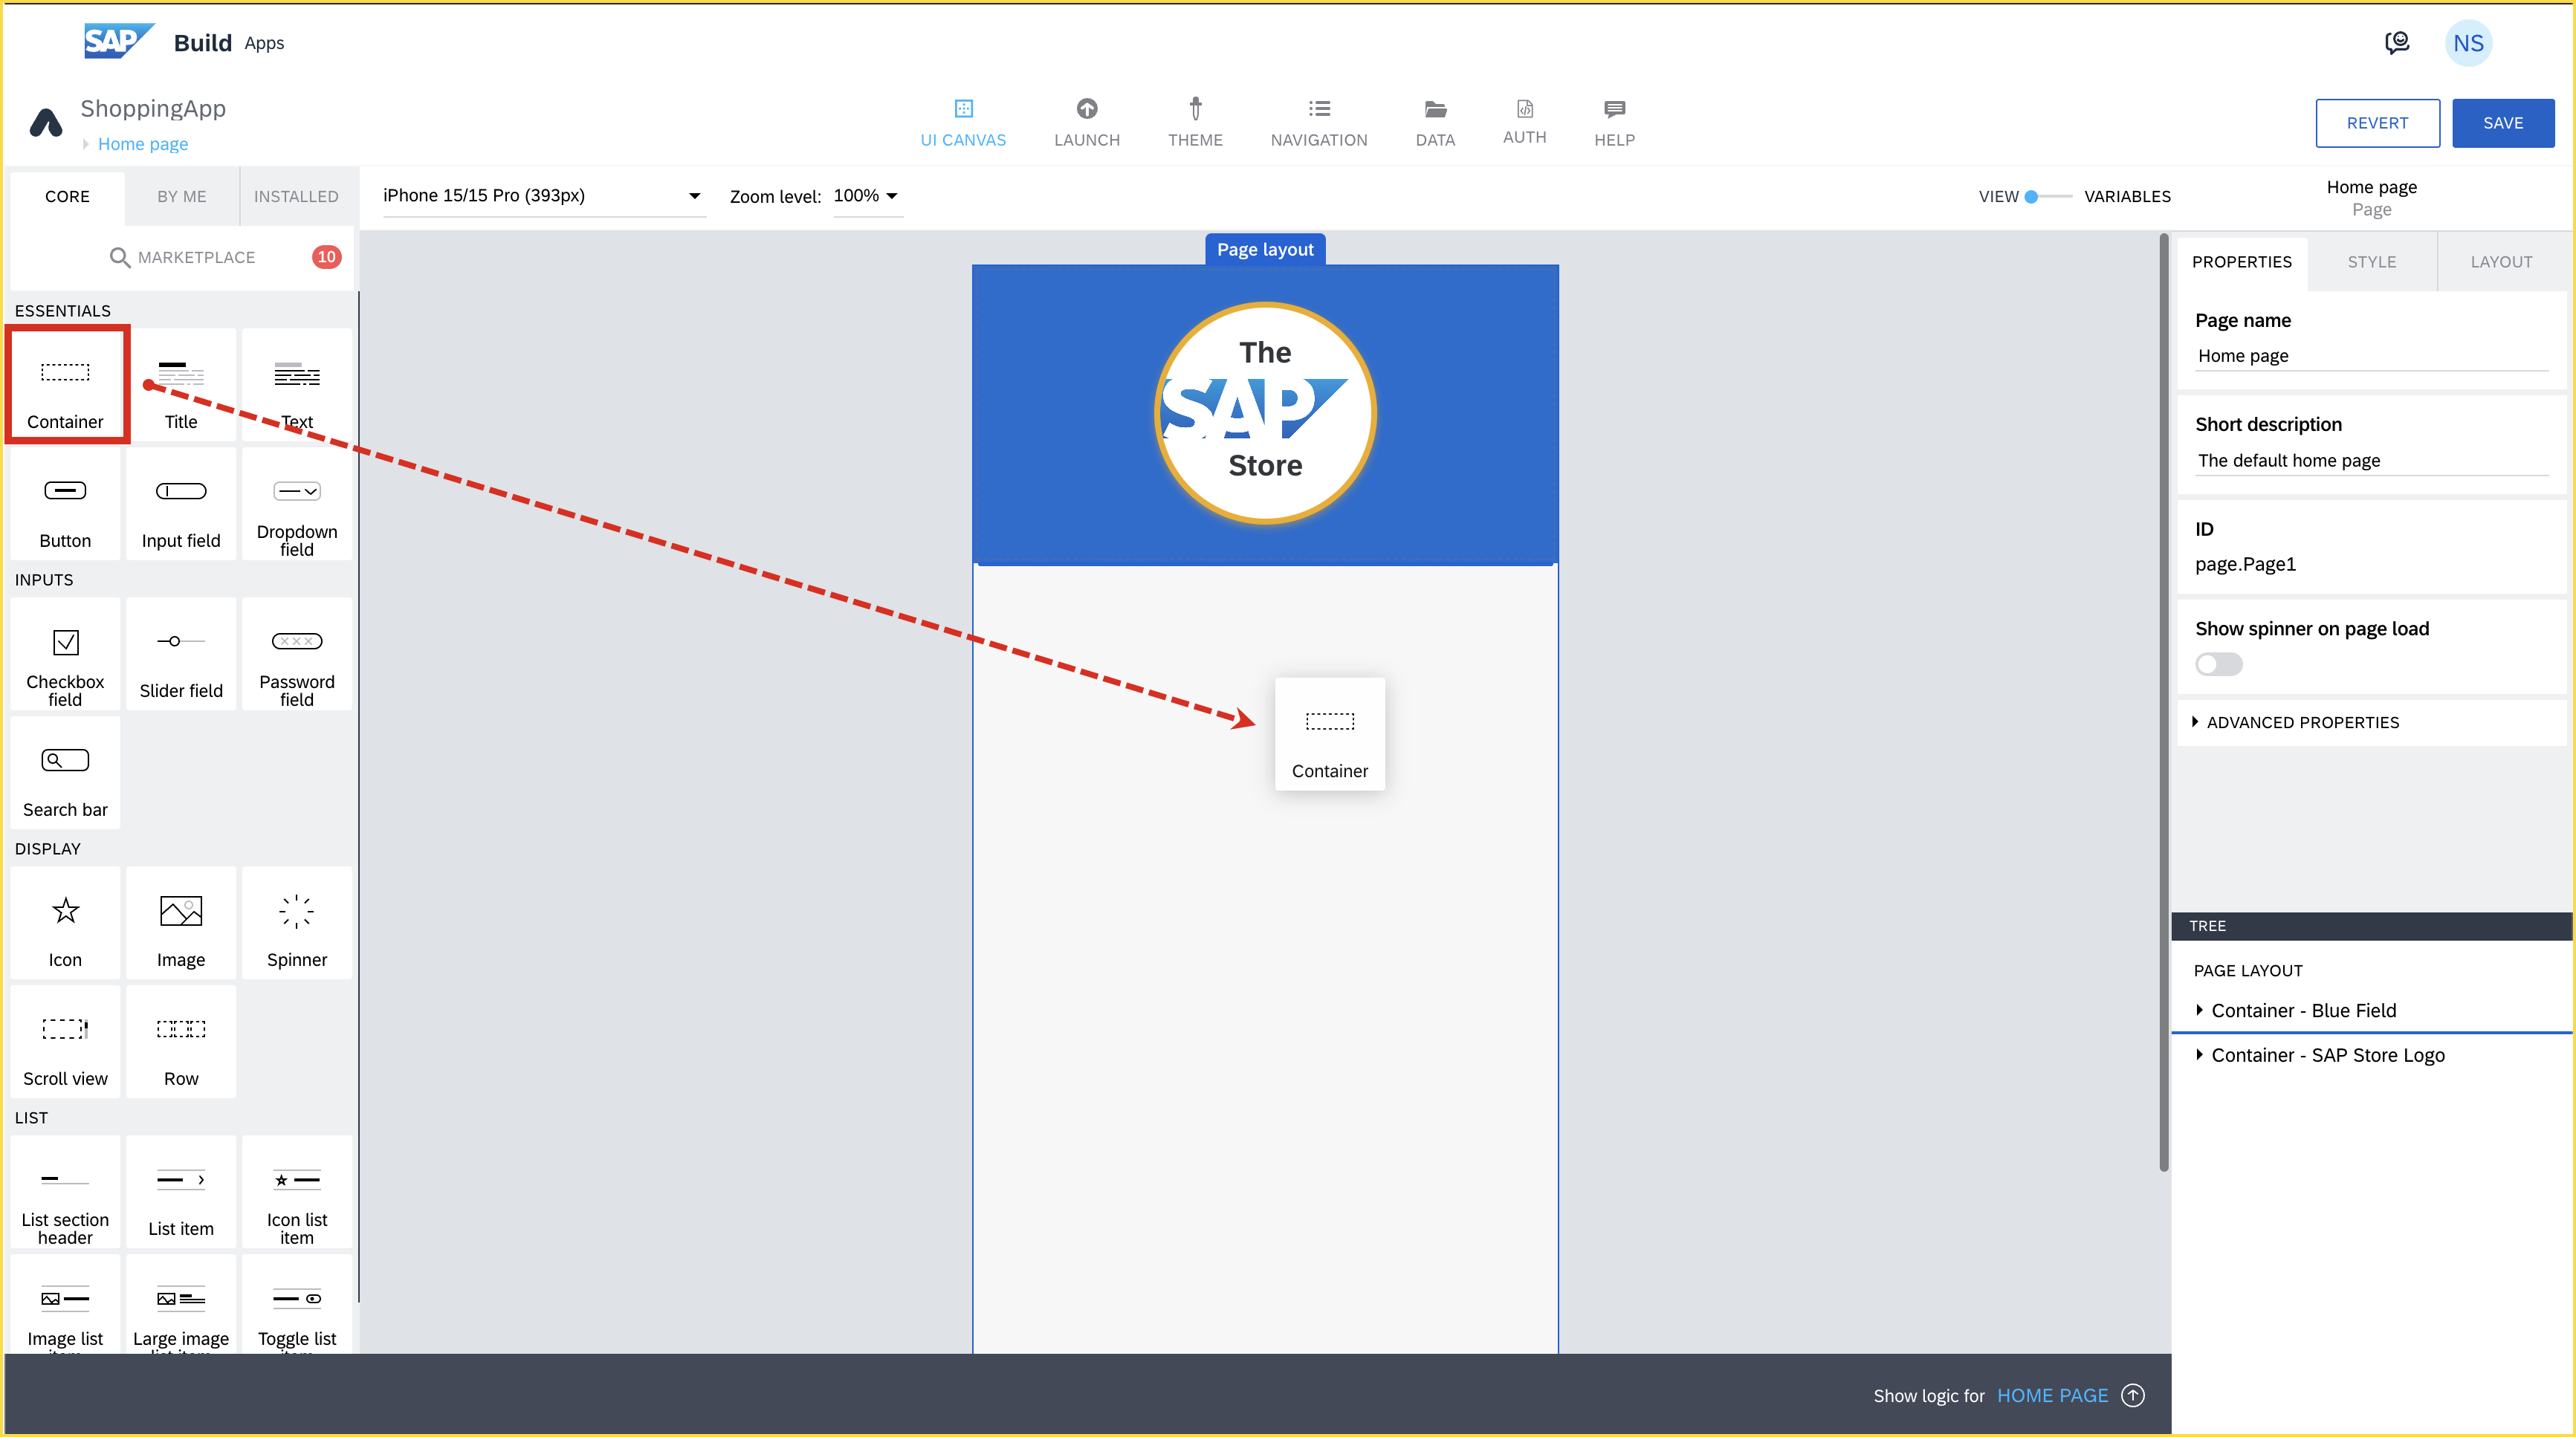 SAP Build Apps
NS
ShoppingApp
Home page
UI CANVAS
LAUNCH
THEME
NAVIGATION
DATA
AUTH
HELP
REVERT
SAVE
CORE
BY ME
INSTALLED
iPhone 15/15 Pro (393px)
Zoom level: 100%
VIEW
VARIABLES
Home page
Page
MARKETPLACE
10
ESSENTIALS
Container
Title
Text
Button
Input field
Dropdown
field
INPUTS
Checkbox
field
Slider field
Password
field
Search bar
DISPLAY
Icon
Image
Spinner
Scroll view
Row
LIST
List section
header
List item
Icon list
item
Image list
Large image
Toggle list
Page layout
The
SAP
Store
Container
PROPERTIES
STYLE
LAYOUT
Page name
Home page
Short description
The default home page
ID
page.Page1
Show spinner on page load
ADVANCED PROPERTIES
TREE
PAGE LAYOUT
Container - Blue Field
Container - SAP Store Logo
Show logic for HOME PAGE